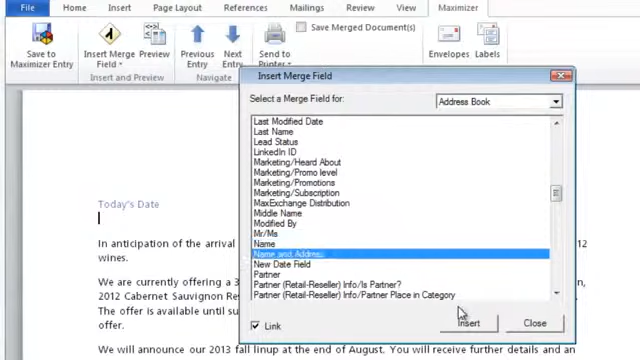 File Home Insert Page Layout References Mailings Review View Maximizer
Save to Maximizer Entry
Insert Merge Field
Preview
Previous Entry
Next Entry
Send to Printer
Save Merged Document(s)
Envelopes
Labels
Insert and Preview
Navigate
Insert Merge Field
Select a Merge Field for:
Address Book
Last Modified Date
Last Name
Lead Status
LinkedIn ID
Marketing/Heard About
Marketing/Promo level
Marketing/Promotions
Marketing/Subscription
MaxExchange Distribution
Middle Name
Modified By
Mr/Ms
Name
Name and Address
New Date Field
Partner
Partner (Retail-Reseller) Info/Is Partner?
Partner (Retail-Reseller) Info/Partner Place in Category
Link
Insert
Close
Today's Date
In anticipation of the arrival 12
wines.
We are currently offering a 3
2012 Cabernet Sauvignon Res
The offer is available until su
offer.
We will announce our 2013 fall lineup at the end of August. You will receive further details and an